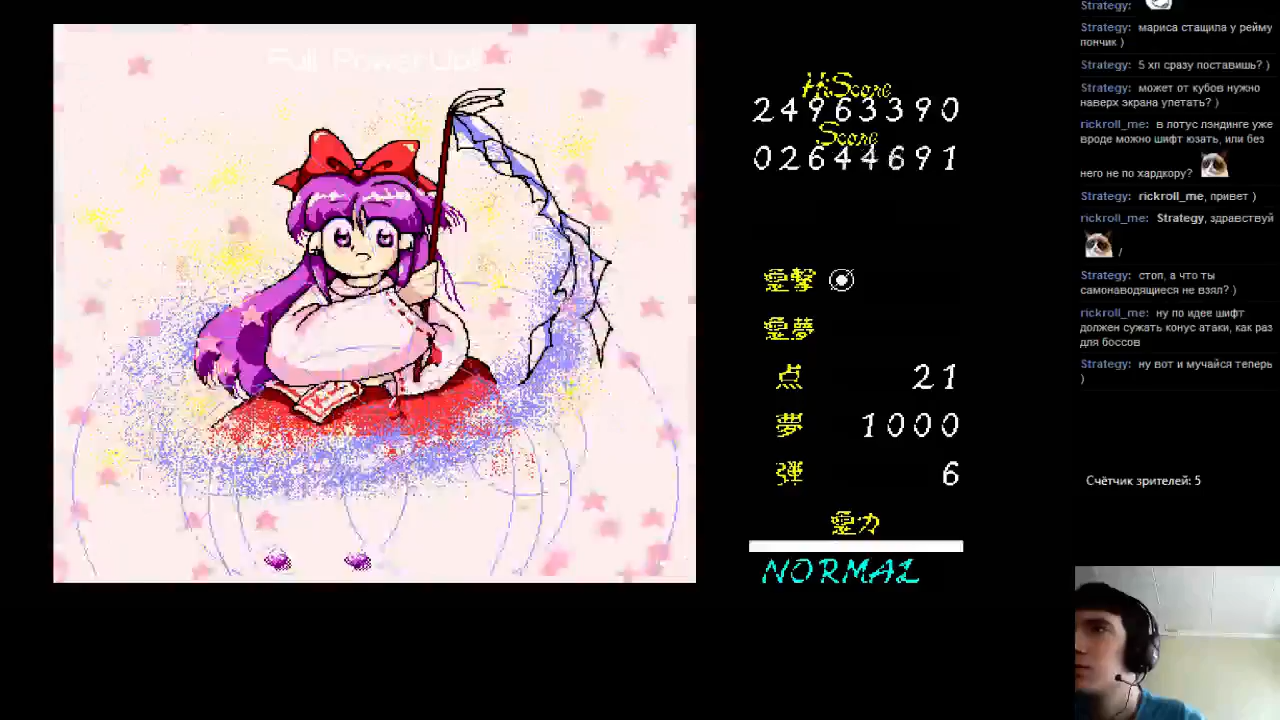 Full PowerUp!
HiScore
24963390
Score
02644691
霊撃
霊夢
点 21
夢 1000
弾 6
霊力
NORMAL
Strategy:
Strategy: мариса стащила у рейму
пончик )
Strategy: 5 хп сразу поставишь? )
Strategy: может от кубов нужно
наверх экрана улетать? )
rickroll_me: в лотус лэндинге уже
вроде можно шифт юзать, или без
него не по хардкору?
Strategy: rickroll_me, привет )
rickroll_me: Strategy, здравствуй
/
Strategy: стоп, а что ты
самонаводящиеся не взял? )
rickroll_me: ну по идее шифт
должен сужать конус атаки, как раз
для боссов
Strategy: ну вот и мучайся теперь
)
Счётчик зрителей: 5